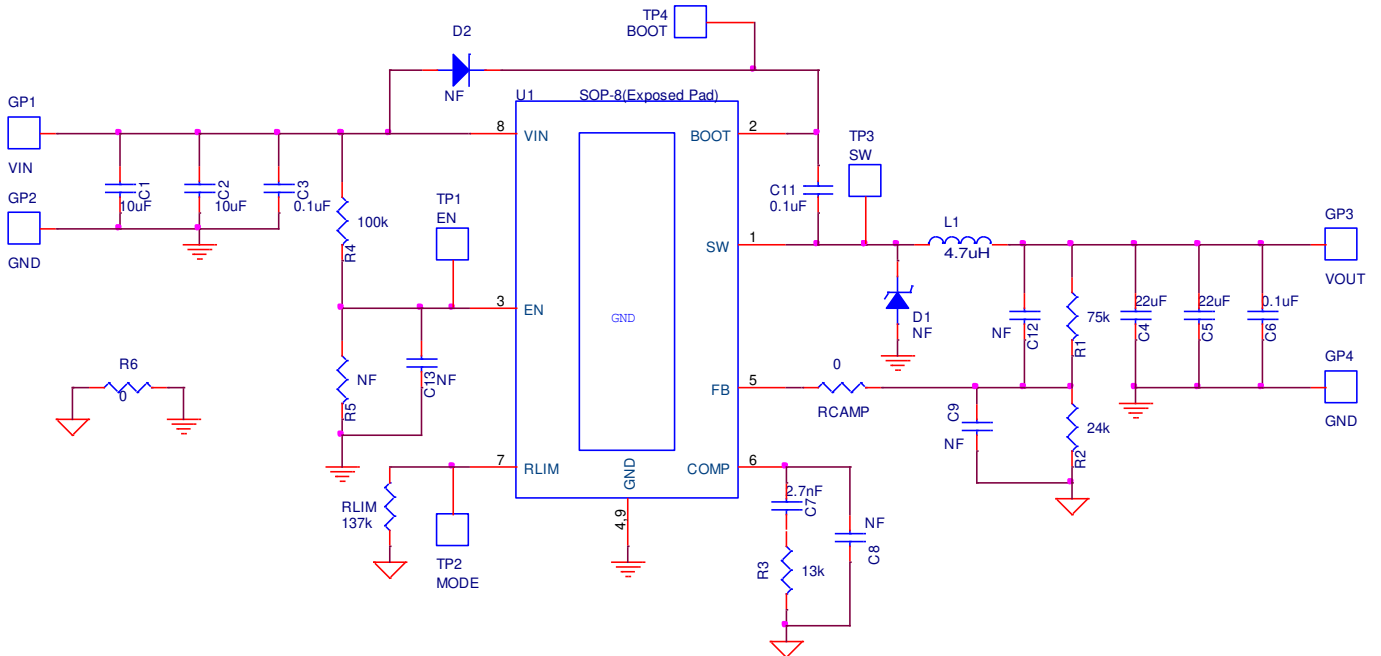 TP4
BOOT
D2
NF
GP1
VIN
GP2
GND
C1
10uF
C2
10uF
C3
0.1uF
100k
R4
TP1
EN
NF
R5
C13
NF
R6
0
RLIM
137k
TP2
MODE
U1
SOP-8(Exposed Pad)
8
VIN
BOOT
2
3
EN
SW
1
GND
FB
5
7
RLIM
COMP
6
GND
4,9
C11
0.1uF
TP3
SW
D1
NF
L1
4.7uH
NF
C12
75k
R1
22uF
C4
22uF
C5
0.1uF
C6
GP3
VOUT
GP4
GND
0
RCAMP
C9
NF
24k
R2
2.7nF
C7
R3
13k
NF
C8